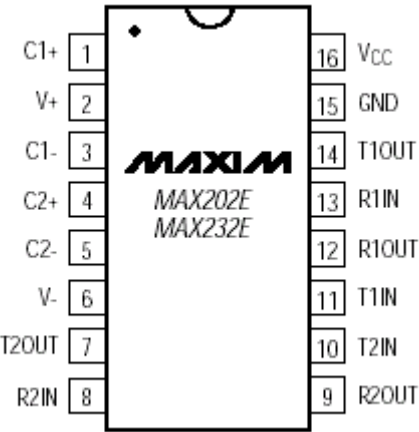 C1+ 1 16 VCC
V+ 2 15 GND
C1- 3 MAXIM 14 T1OUT
C2+ 4 MAX202E 13 R1IN
MAX232E
C2- 5 12 R1OUT
V- 6 11 T1IN
T2OUT 7 10 T2IN
R2IN 8 9 R2OUT